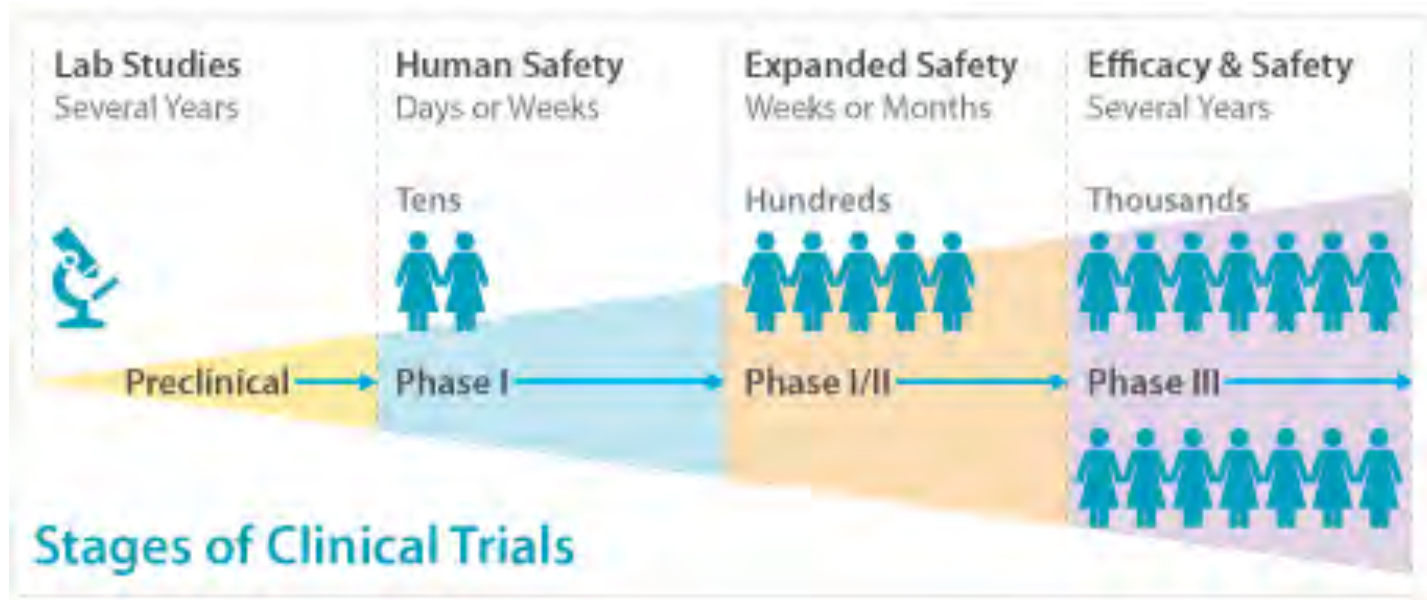 Lab Studies
Several Years
Human Safety
Days or Weeks
Expanded Safety
Weeks or Months
Efficacy & Safety
Several Years
Tens
Hundreds
Thousands
Preclinical
Phase I
Phase I/II
Phase III
Stages of Clinical Trials